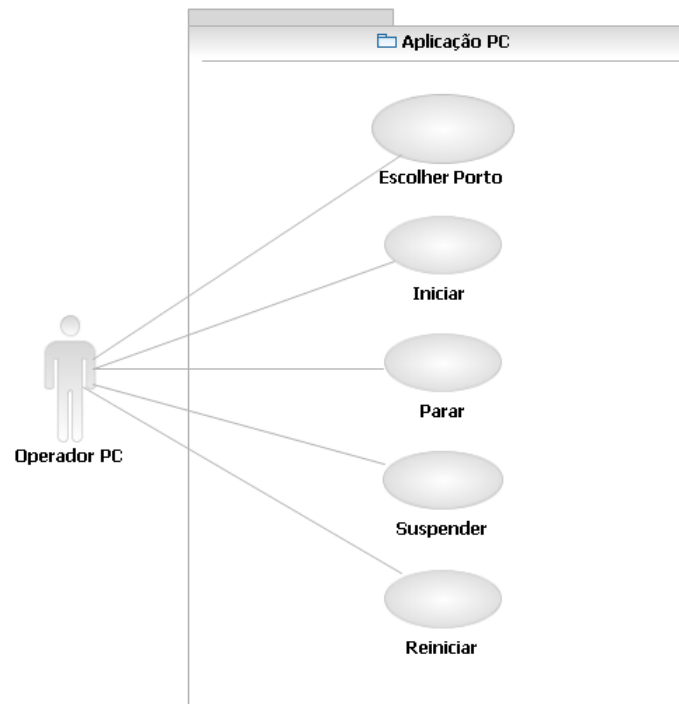 Aplicação PC
Escolher Porto
Iniciar
Parar
Operador PC
Suspender
Reiniciar